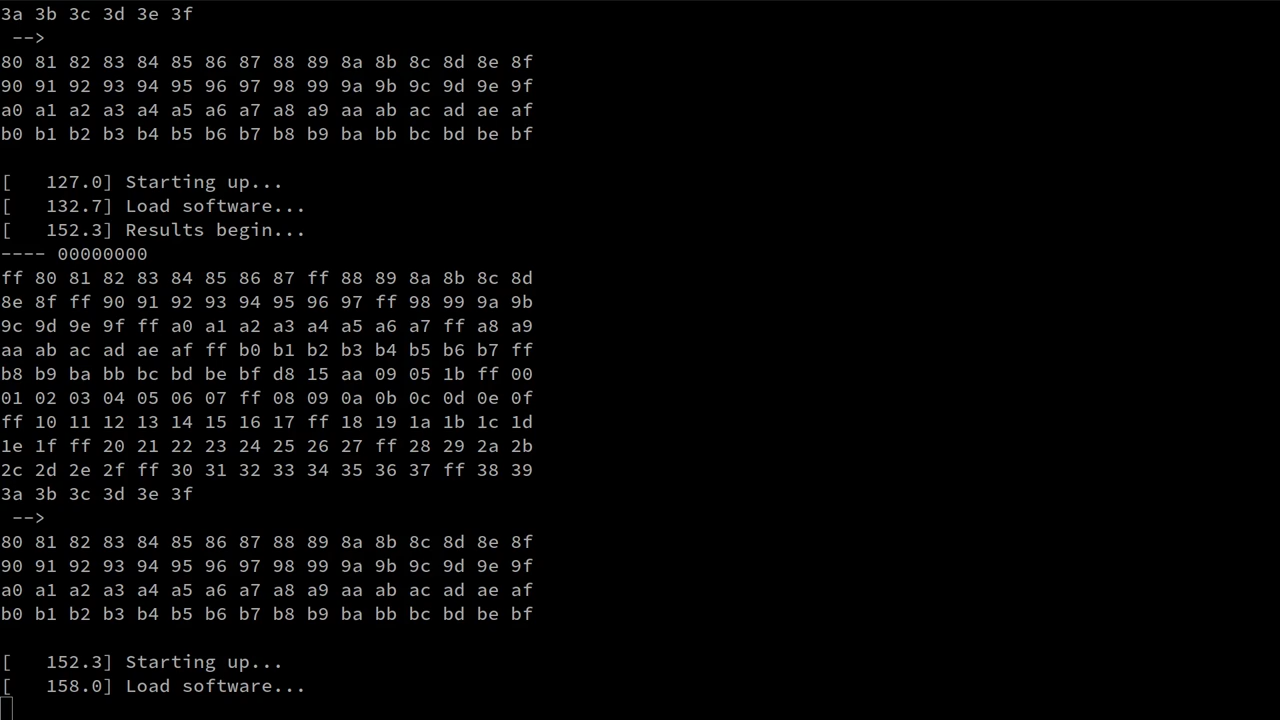 3a 3b 3c 3d 3e 3f
 -->
80 81 82 83 84 85 86 87 88 89 8a 8b 8c 8d 8e 8f
90 91 92 93 94 95 96 97 98 99 9a 9b 9c 9d 9e 9f
a0 a1 a2 a3 a4 a5 a6 a7 a8 a9 aa ab ac ad ae af
b0 b1 b2 b3 b4 b5 b6 b7 b8 b9 ba bb bc bd be bf
[   127.0] Starting up...
[   132.7] Load software...
[   152.3] Results begin...
---- 00000000
ff 80 81 82 83 84 85 86 87 ff 88 89 8a 8b 8c 8d
8e 8f ff 90 91 92 93 94 95 96 97 ff 98 99 9a 9b
9c 9d 9e 9f ff a0 a1 a2 a3 a4 a5 a6 a7 ff a8 a9
aa ab ac ad ae af ff b0 b1 b2 b3 b4 b5 b6 b7 ff
b8 b9 ba bb bc bd be bf d8 15 aa 09 05 1b ff 00
01 02 03 04 05 06 07 ff 08 09 0a 0b 0c 0d 0e 0f
ff 10 11 12 13 14 15 16 17 ff 18 19 1a 1b 1c 1d
1e 1f ff 20 21 22 23 24 25 26 27 ff 28 29 2a 2b
2c 2d 2e 2f ff 30 31 32 33 34 35 36 37 ff 38 39
3a 3b 3c 3d 3e 3f
 -->
80 81 82 83 84 85 86 87 88 89 8a 8b 8c 8d 8e 8f
90 91 92 93 94 95 96 97 98 99 9a 9b 9c 9d 9e 9f
a0 a1 a2 a3 a4 a5 a6 a7 a8 a9 aa ab ac ad ae af
b0 b1 b2 b3 b4 b5 b6 b7 b8 b9 ba bb bc bd be bf
[   152.3] Starting up...
[   158.0] Load software...